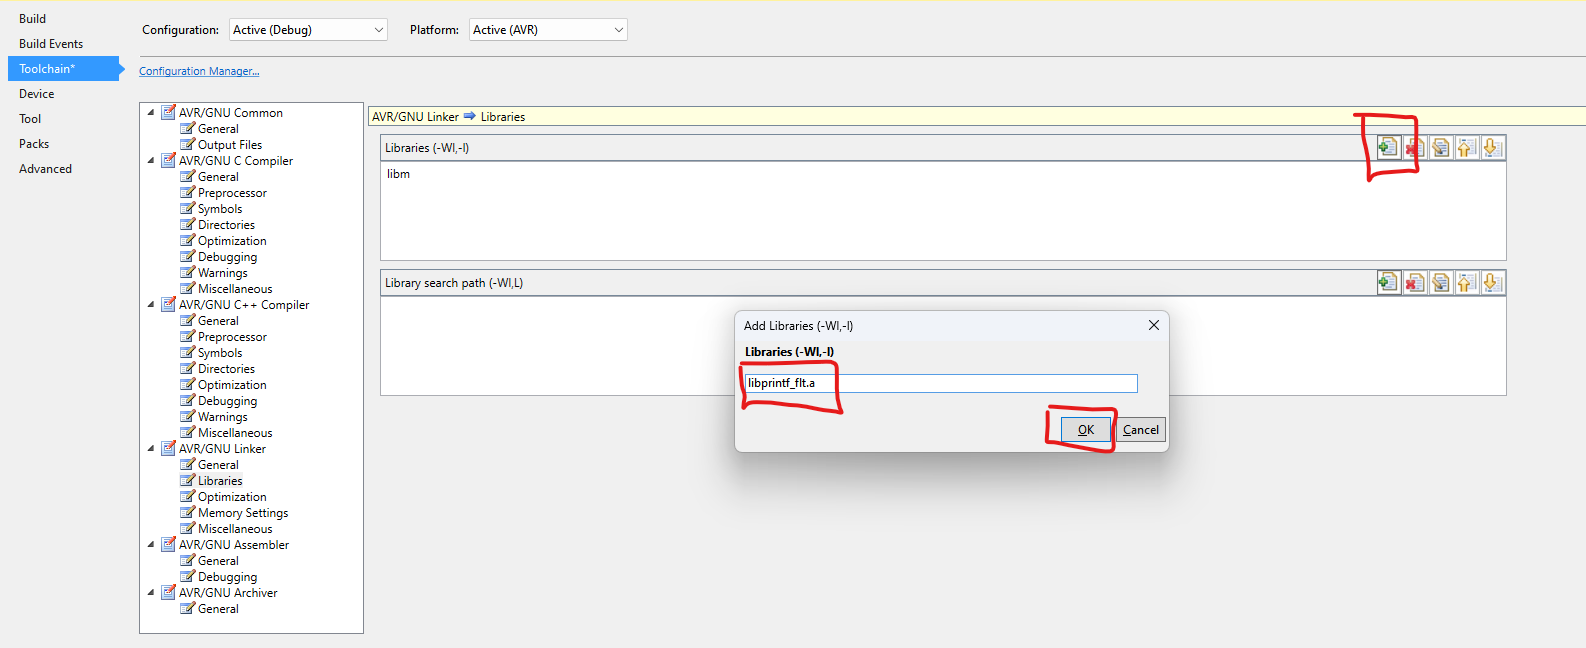 Build
Build Events
Toolchain*
Device
Tool
Packs
Advanced
Configuration: Active (Debug) Platform: Active (AVR)
Configuration Manager...
AVR/GNU Common
General
Output Files
AVR/GNU C Compiler
General
Preprocessor
Symbols
Directories
Optimization
Debugging
Warnings
Miscellaneous
AVR/GNU C++ Compiler
General
Preprocessor
Symbols
Directories
Optimization
Debugging
Warnings
Miscellaneous
AVR/GNU Linker
General
Libraries
Optimization
Memory Settings
Miscellaneous
AVR/GNU Assembler
General
Debugging
AVR/GNU Archiver
General
AVR/GNU Linker Libraries
Libraries (-Wl,-l)
libm
Library search path (-Wl,L)
Add Libraries (-Wl,-l)
Libraries (-Wl,-l)
libprintf_flt.a
OK Cancel